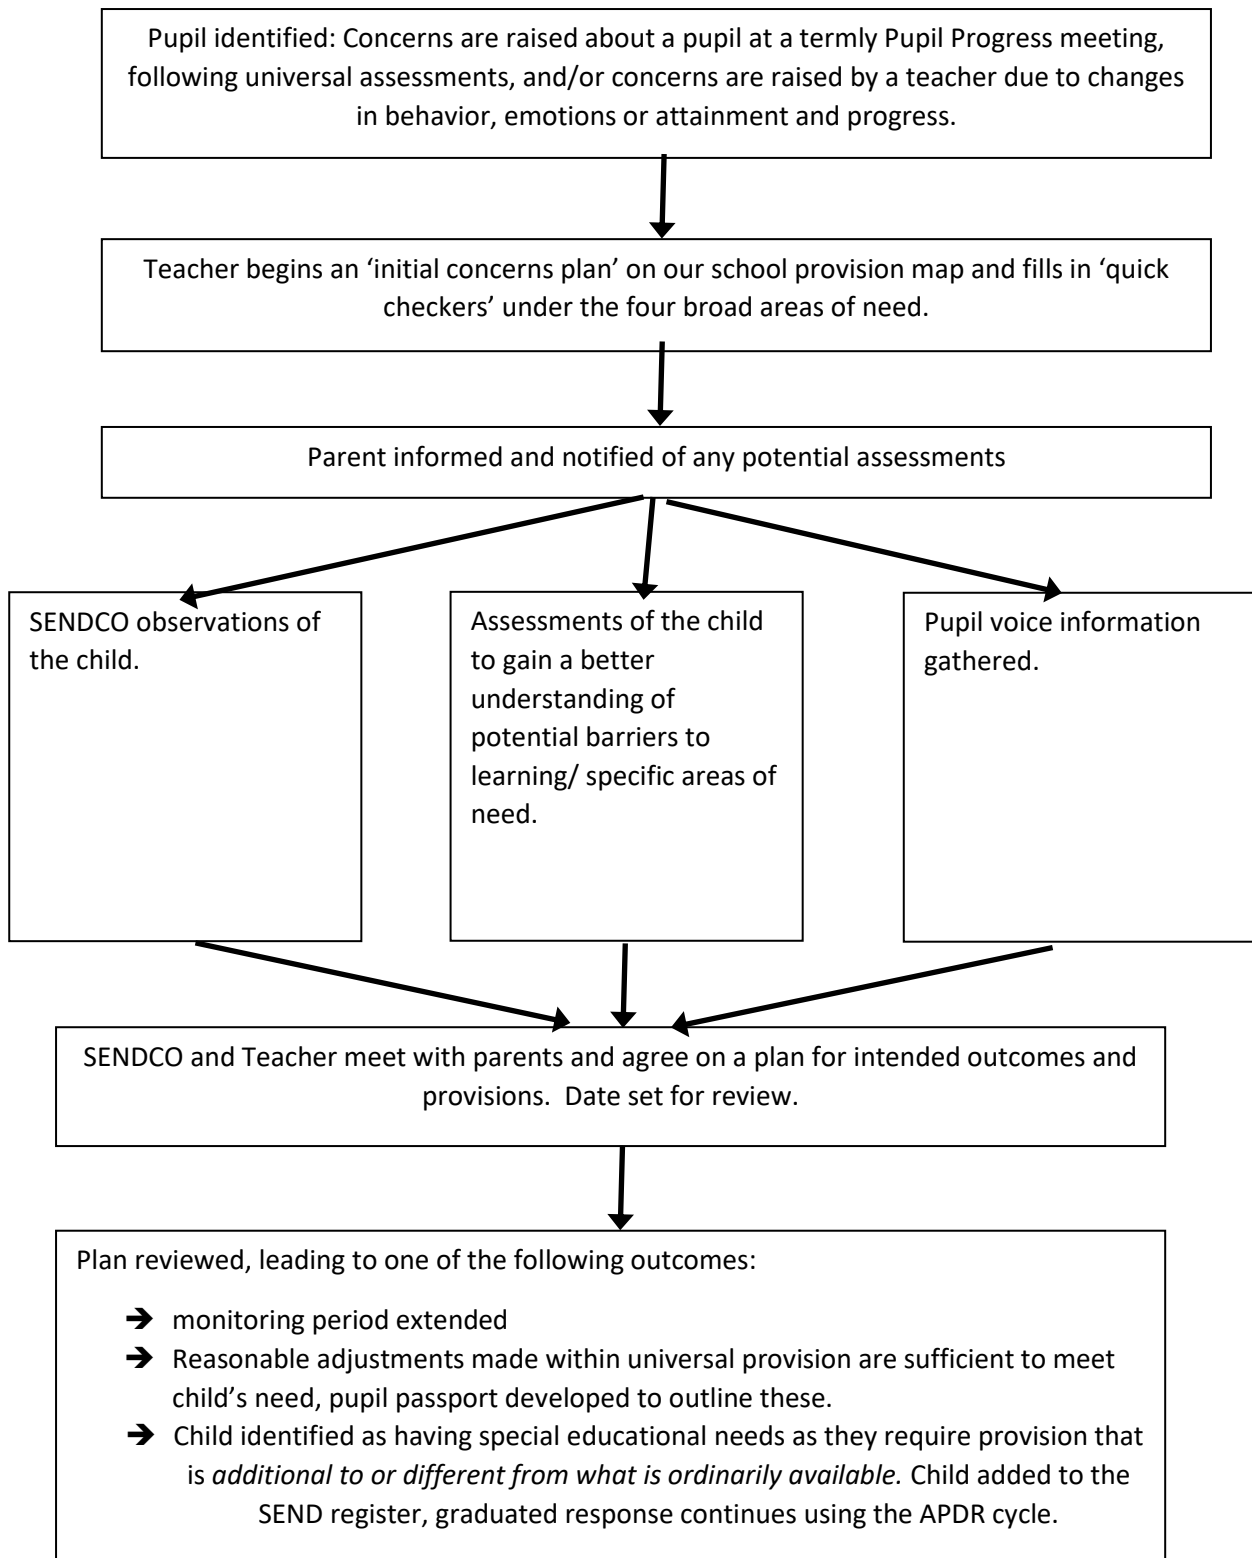 Pupil identified: Concerns are raised about a pupil at a termly Pupil Progress meeting,
following universal assessments, and/or concerns are raised by a teacher due to changes
in behavior, emotions or attainment and progress.
Teacher begins an ‘initial concerns plan’ on our school provision map and fills in ‘quick
checkers’ under the four broad areas of need.
Parent informed and notified of any potential assessments
SENDCO observations of
the child.
Assessments of the child
to gain a better
understanding of
potential barriers to
learning/ specific areas of
need.
Pupil voice information
gathered.
SENDCO and Teacher meet with parents and agree on a plan for intended outcomes and
provisions.  Date set for review.
Plan reviewed, leading to one of the following outcomes:
➔ monitoring period extended
➔ Reasonable adjustments made within universal provision are sufficient to meet
child’s need, pupil passport developed to outline these.
➔ Child identified as having special educational needs as they require provision that
is additional to or different from what is ordinarily available. Child added to the
SEND register, graduated response continues using the APDR cycle.